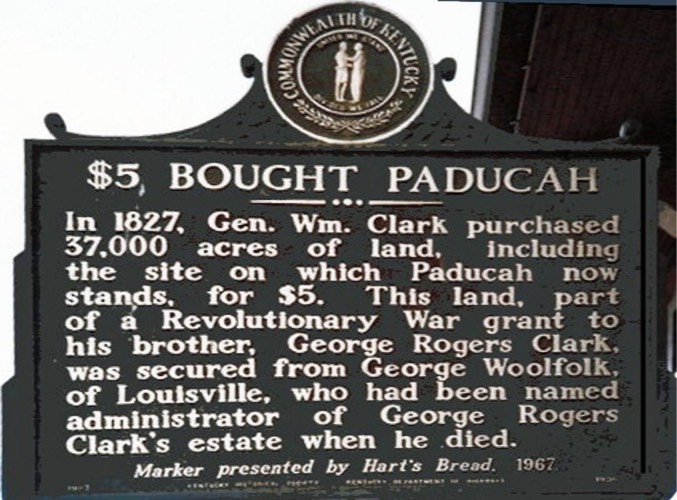 COMMONWEALTH OF KENTUCKY
UNITED WE STAND
DIVIDED WE FALL
$5 BOUGHT PADUCAH
In 1827, Gen. Wm. Clark purchased
37,000 acres of land, including
the site on which Paducah now
stands, for $5. This land, part
of a Revolutionary War grant to
his brother, George Rogers Clark,
was secured from George Woolfolk,
of Louisville, who had been named
administrator of George Rogers
Clark's estate when he died.
Marker presented by Hart's Bread, 1967.
KENTUCKY HISTORICAL SOCIETY KENTUCKY DEPARTMENT OF HIGHWAYS